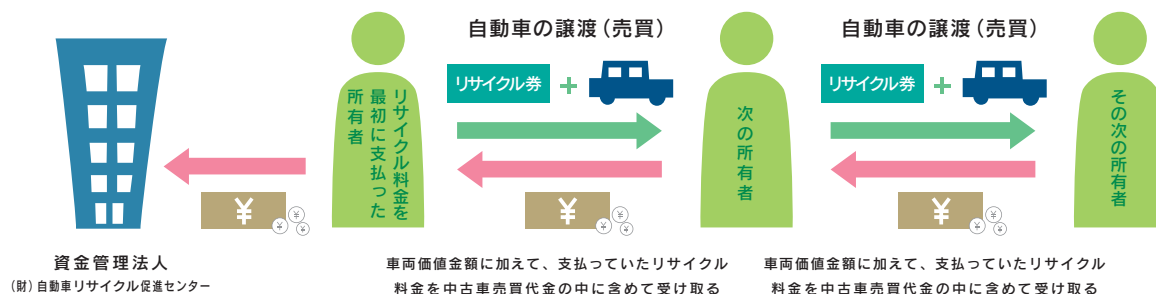 自動車の譲渡（売買）
自動車の譲渡（売買）
リサイクル券
リサイクル券
リサイクル料金を
最初に支払った
所有者
次の所有者
その次の所有者
¥
¥
¥
¥
¥
¥
¥
¥
¥
資金管理法人
（財）自動車リサイクル促進センター
車両価値金額に加えて、支払っていたリサイクル
料金を中古車売買代金の中に含めて受け取る
車両価値金額に加えて、支払っていたリサイクル
料金を中古車売買代金の中に含めて受け取る